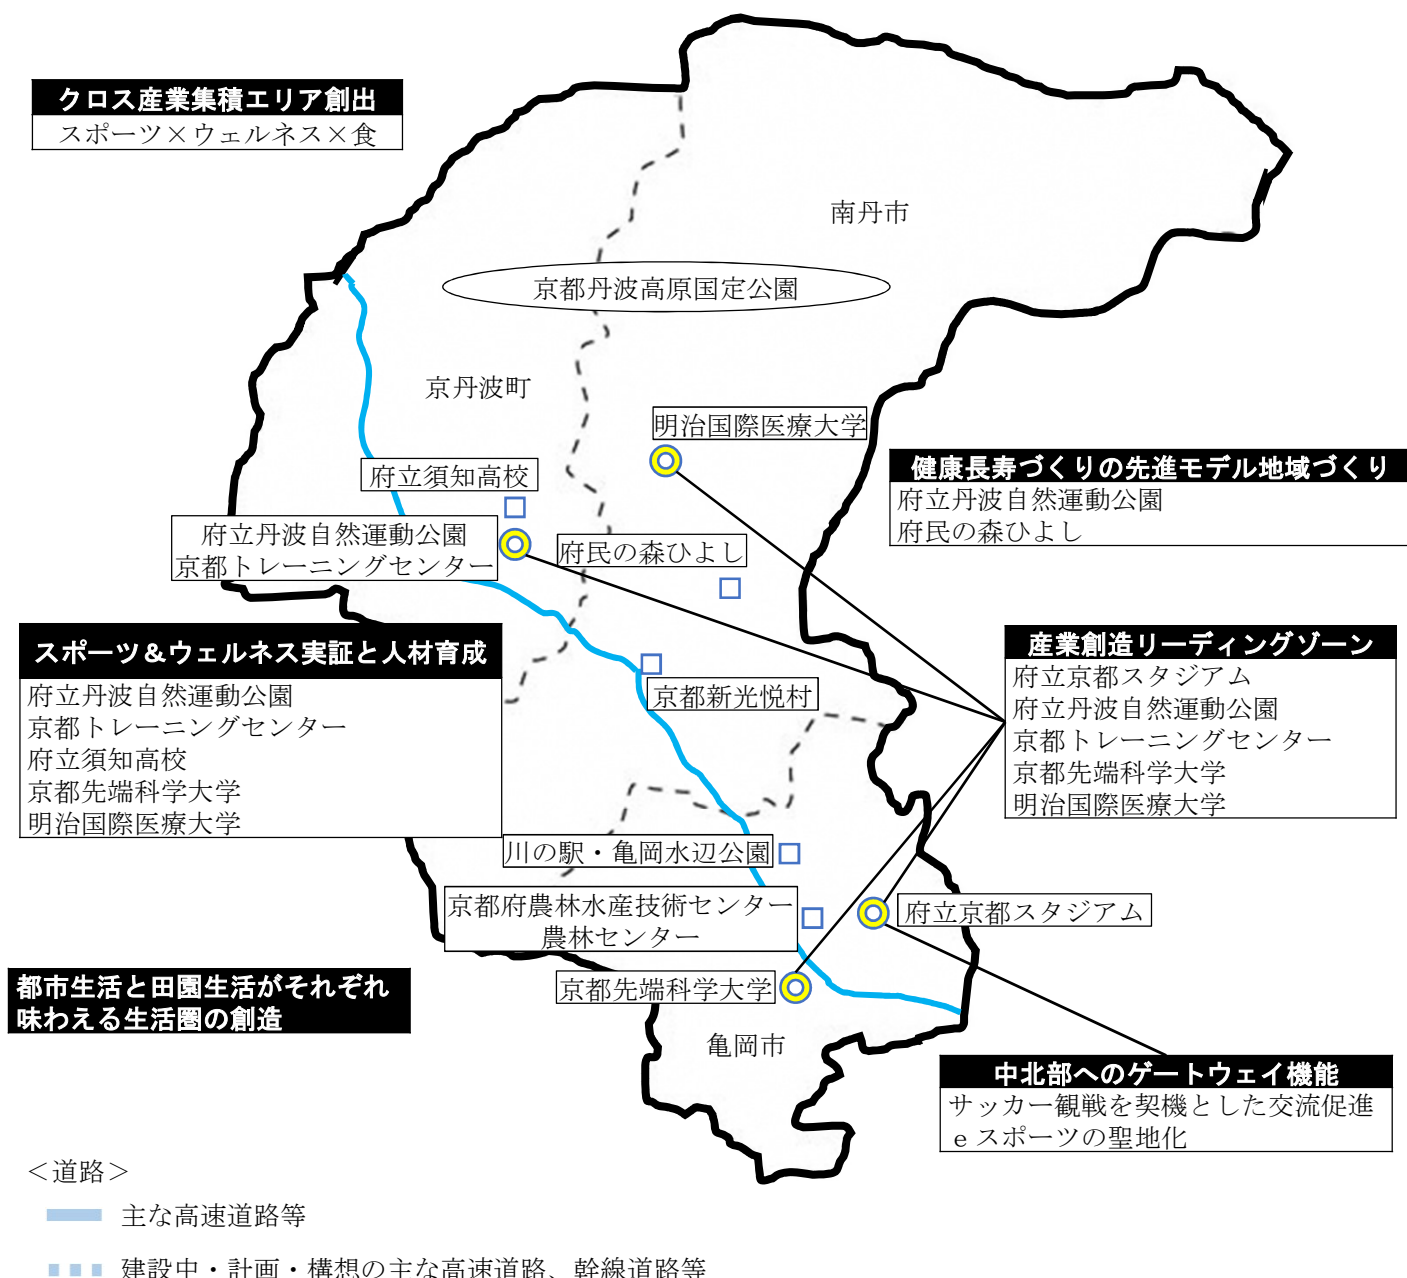 クロス産業集積エリア創出
スポーツ×ウェルネス×食
南丹市
京都丹波高原国定公園
京丹波町
明治国際医療大学
府立須知高校
健康長寿づくりの先進モデル地域づくり
府立丹波自然運動公園
府民の森ひよし
府立丹波自然運動公園
京都トレーニングセンター
府民の森ひよし
スポーツ&ウェルネス実証と人材育成
府立丹波自然運動公園
京都トレーニングセンター
府立須知高校
京都先端科学大学
明治国際医療大学
産業創造リーディングゾーン
府立京都スタジアム
府立丹波自然運動公園
京都トレーニングセンター
京都先端科学大学
明治国際医療大学
京都新光悦村
川の駅・亀岡水辺公園
京都府農林水産技術センター
農林センター
府立京都スタジアム
京都先端科学大学
都市生活と田園生活がそれぞれ
味わえる生活圏の創造
亀岡市
中北部へのゲートウェイ機能
サッカー観戦を契機とした交流促進
eスポーツの聖地化
<道路>
主な高速道路等
建設中・計画・構想の主な高速道路、幹線道路等